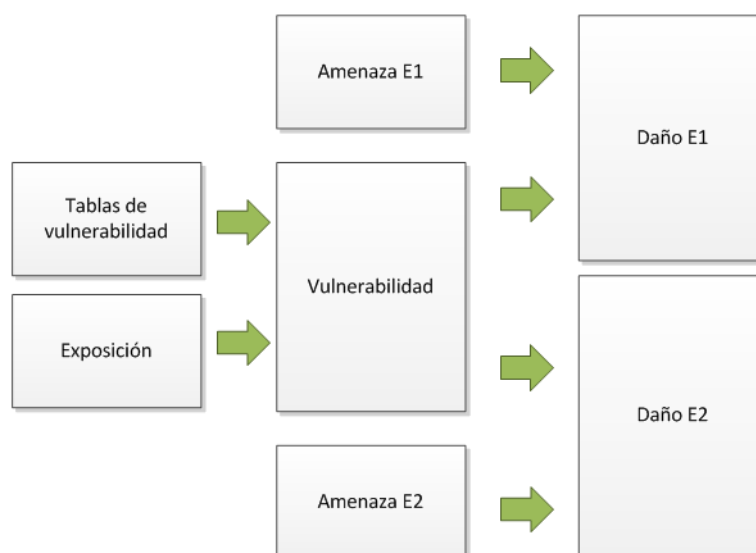 Amenaza E1
Daño E1
Tablas de
vulnerabilidad
Vulnerabilidad
Exposición
Daño E2
Amenaza E2